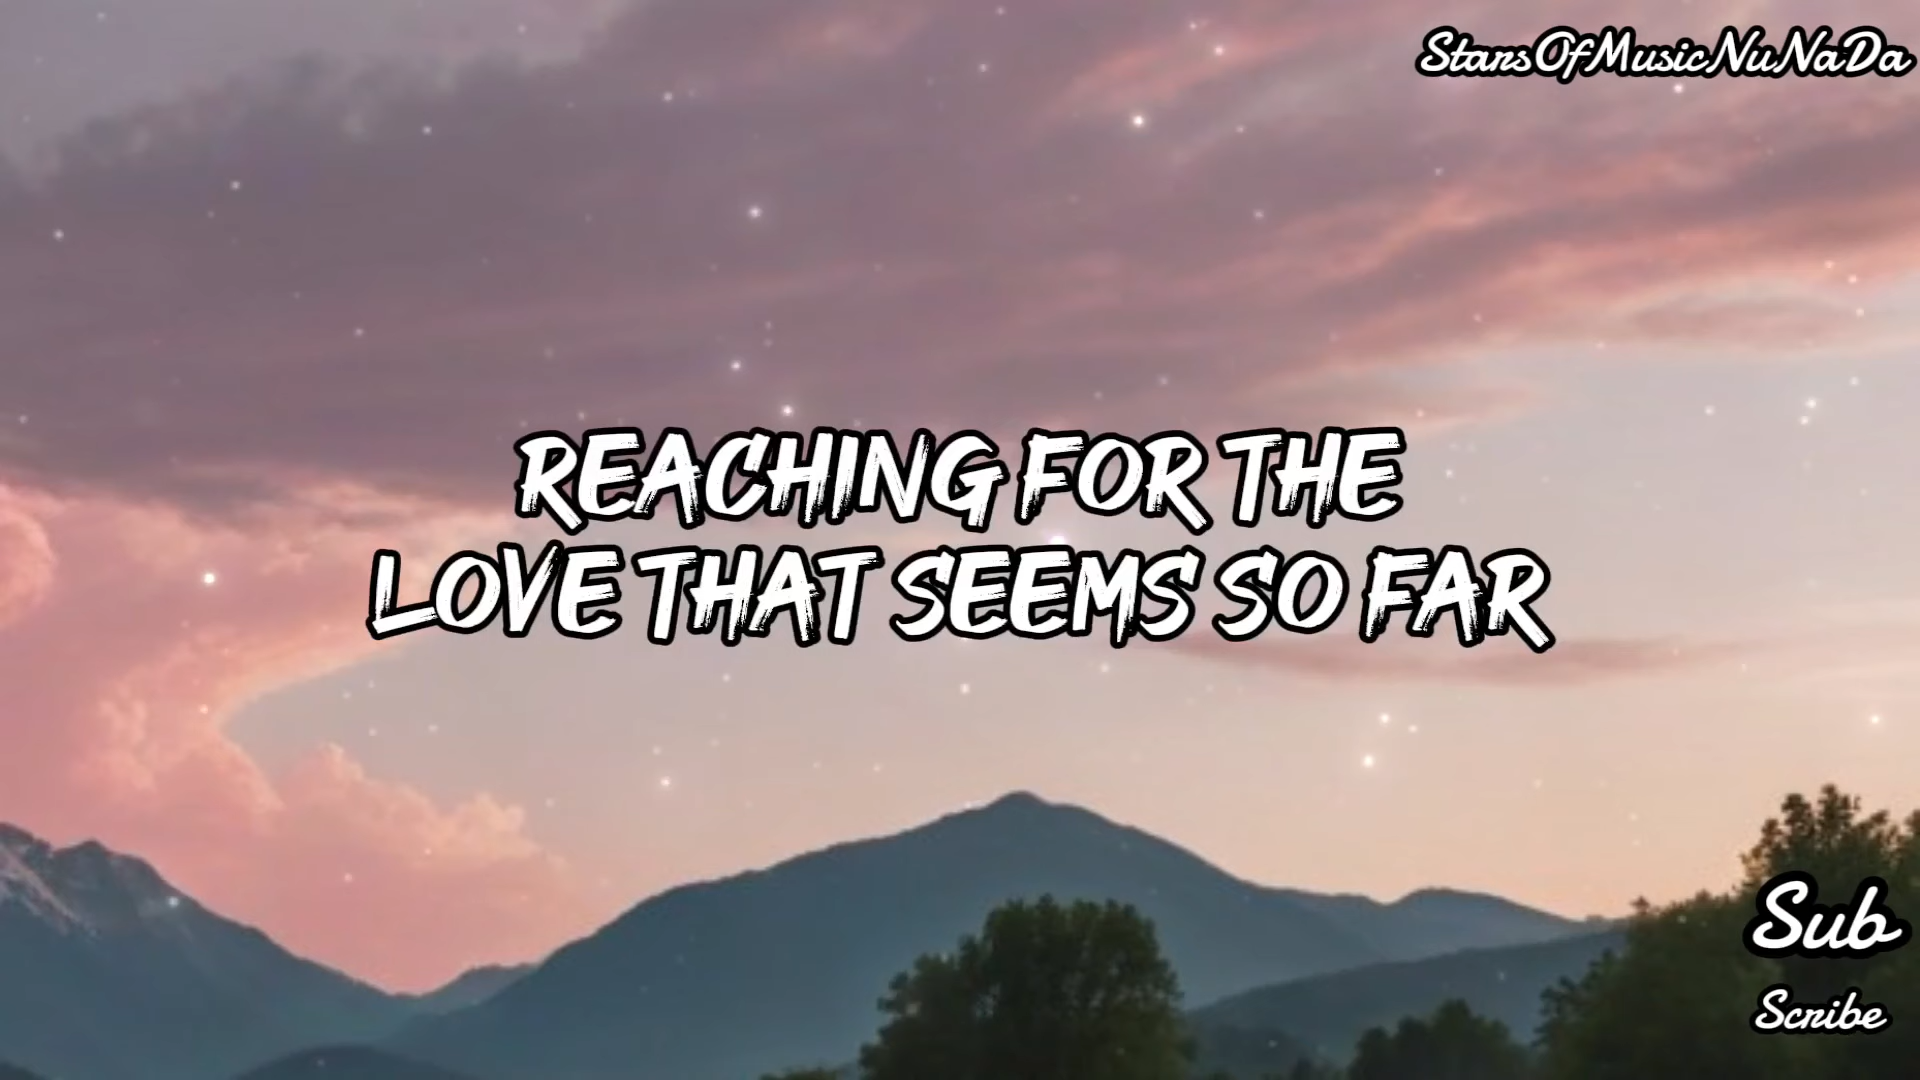 StarsOfMusicNuNaDa
REACHING FOR THE
LOVE THAT SEEMS SO FAR
Sub
Scribe